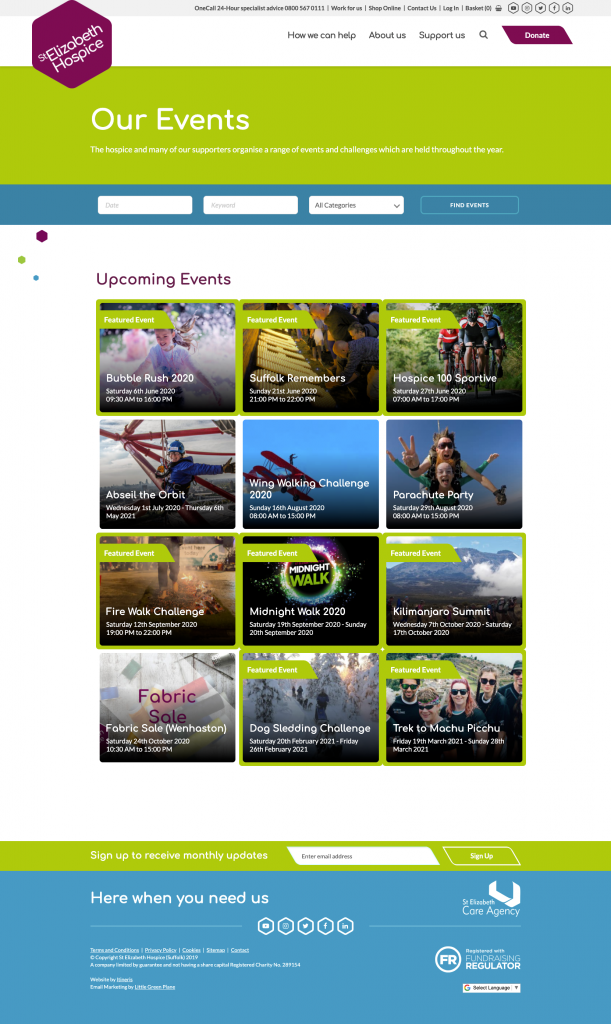 OneCall 24-Hour specialist advice 0800 567 0111 | Work for us | Shop Online | Contact Us | Log In | Basket (0)
St Elizabeth
Hospice
How we can help
About us
Support us
Donate
Our Events
The hospice and many of our supporters organise a range of events and challenges which are held throughout the year.
Date
Keyword
All Categories
FIND EVENTS
Upcoming Events
Featured Event
Bubble Rush 2020
Saturday 6th June 2020
09:30 AM to 16:00 PM
Featured Event
Suffolk Remembers
Sunday 21st June 2020
21:00 PM to 22:00 PM
Featured Event
Hospice 100 Sportive
Saturday 27th June 2020
07:00 AM to 17:00 PM
Abseil the Orbit
Wednesday 1st July 2020 - Thursday 6th
May 2021
Wing Walking Challenge
2020
Sunday 16th August 2020
08:00 AM to 15:00 PM
Parachute Party
Saturday 29th August 2020
08:00 AM to 15:00 PM
Featured Event
Fire Walk Challenge
Saturday 12th September 2020
19:00 PM to 22:00 PM
Featured Event
MIDNIGHT
WALK
Midnight Walk 2020
Saturday 19th September 2020 - Sunday
20th September 2020
Featured Event
Kilimanjaro Summit
Wednesday 7th October 2020 - Saturday
17th October 2020
Fabric
Sale
Fabric Sale (Wenhaston)
Saturday 24th October 2020
10:30 AM to 15:00 PM
Featured Event
Dog Sledding Challenge
Saturday 20th February 2021 - Friday
26th February 2021
Featured Event
Trek to Machu Picchu
Friday 19th March 2021 - Sunday 28th
March 2021
Sign up to receive monthly updates
Enter email address
Sign Up
Here when you need us
St Elizabeth
Care Agency
Terms and Conditions | Privacy Policy | Cookies | Sitemap | Contact
© Copyright St Elizabeth Hospice (Suffolk) 2019
A company limited by guarantee and not having a share capital Registered Charity No. 289154
FR
Registered with
FUNDRAISING
REGULATOR
Website by
Email Marketing by Little Green Plane
G Select Language